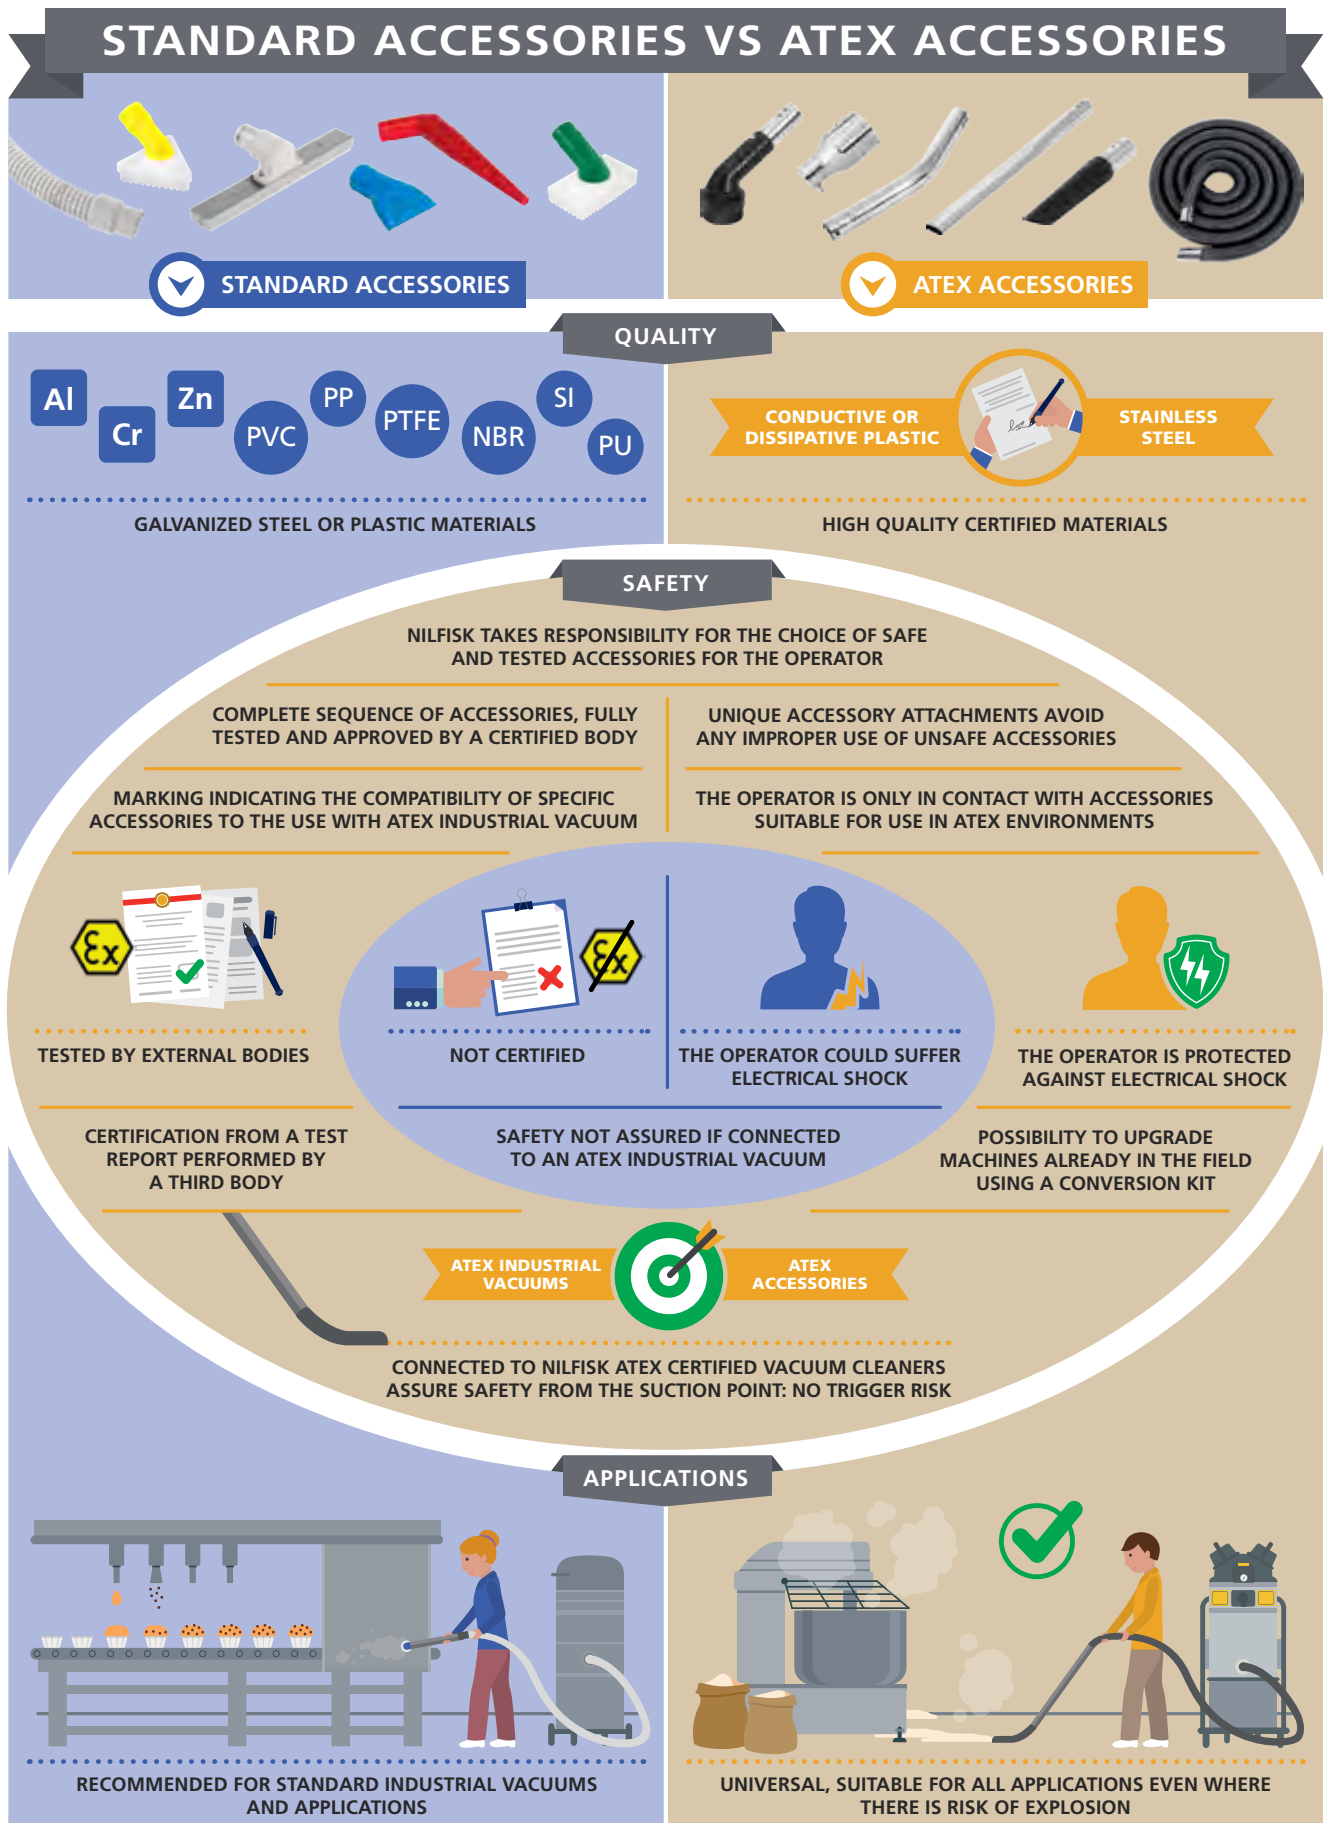 STANDARD ACCESSORIES VS ATEX ACCESSORIES
STANDARD ACCESSORIES
ATEX ACCESSORIES
QUALITY
Al
Cr
Zn
PVC
PP
PTFE
NBR
SI
PU
CONDUCTIVE OR
DISSIPATIVE PLASTIC
STAINLESS
STEEL
GALVANIZED STEEL OR PLASTIC MATERIALS
HIGH QUALITY CERTIFIED MATERIALS
SAFETY
NILFISK TAKES RESPONSIBILITY FOR THE CHOICE OF SAFE
AND TESTED ACCESSORIES FOR THE OPERATOR
COMPLETE SEQUENCE OF ACCESSORIES, FULLY
TESTED AND APPROVED BY A CERTIFIED BODY
UNIQUE ACCESSORY ATTACHMENTS AVOID
ANY IMPROPER USE OF UNSAFE ACCESSORIES
MARKING INDICATING THE COMPATIBILITY OF SPECIFIC
ACCESSORIES TO THE USE WITH ATEX INDUSTRIAL VACUUM
THE OPERATOR IS ONLY IN CONTACT WITH ACCESSORIES
SUITABLE FOR USE IN ATEX ENVIRONMENTS
Ex
Ex
TESTED BY EXTERNAL BODIES
NOT CERTIFIED
THE OPERATOR COULD SUFFER
ELECTRICAL SHOCK
THE OPERATOR IS PROTECTED
AGAINST ELECTRICAL SHOCK
CERTIFICATION FROM A TEST
REPORT PERFORMED BY
A THIRD BODY
SAFETY NOT ASSURED IF CONNECTED
TO AN ATEX INDUSTRIAL VACUUM
POSSIBILITY TO UPGRADE
MACHINES ALREADY IN THE FIELD
USING A CONVERSION KIT
ATEX INDUSTRIAL
VACUUMS
ATEX
ACCESSORIES
CONNECTED TO NILFISK ATEX CERTIFIED VACUUM CLEANERS
ASSURE SAFETY FROM THE SUCTION POINT: NO TRIGGER RISK
APPLICATIONS
RECOMMENDED FOR STANDARD INDUSTRIAL VACUUMS
AND APPLICATIONS
UNIVERSAL, SUITABLE FOR ALL APPLICATIONS EVEN WHERE
THERE IS RISK OF EXPLOSION